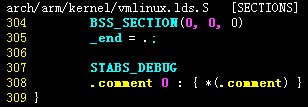 arch/arm/kernel/vmlinux.lds.S [SECTIONS]
304 BSS_SECTION(0, 0, 0)
305 _end = .;
306
307 STABS_DEBUG
308 .comment 0 : { *(.comment) }
309 }